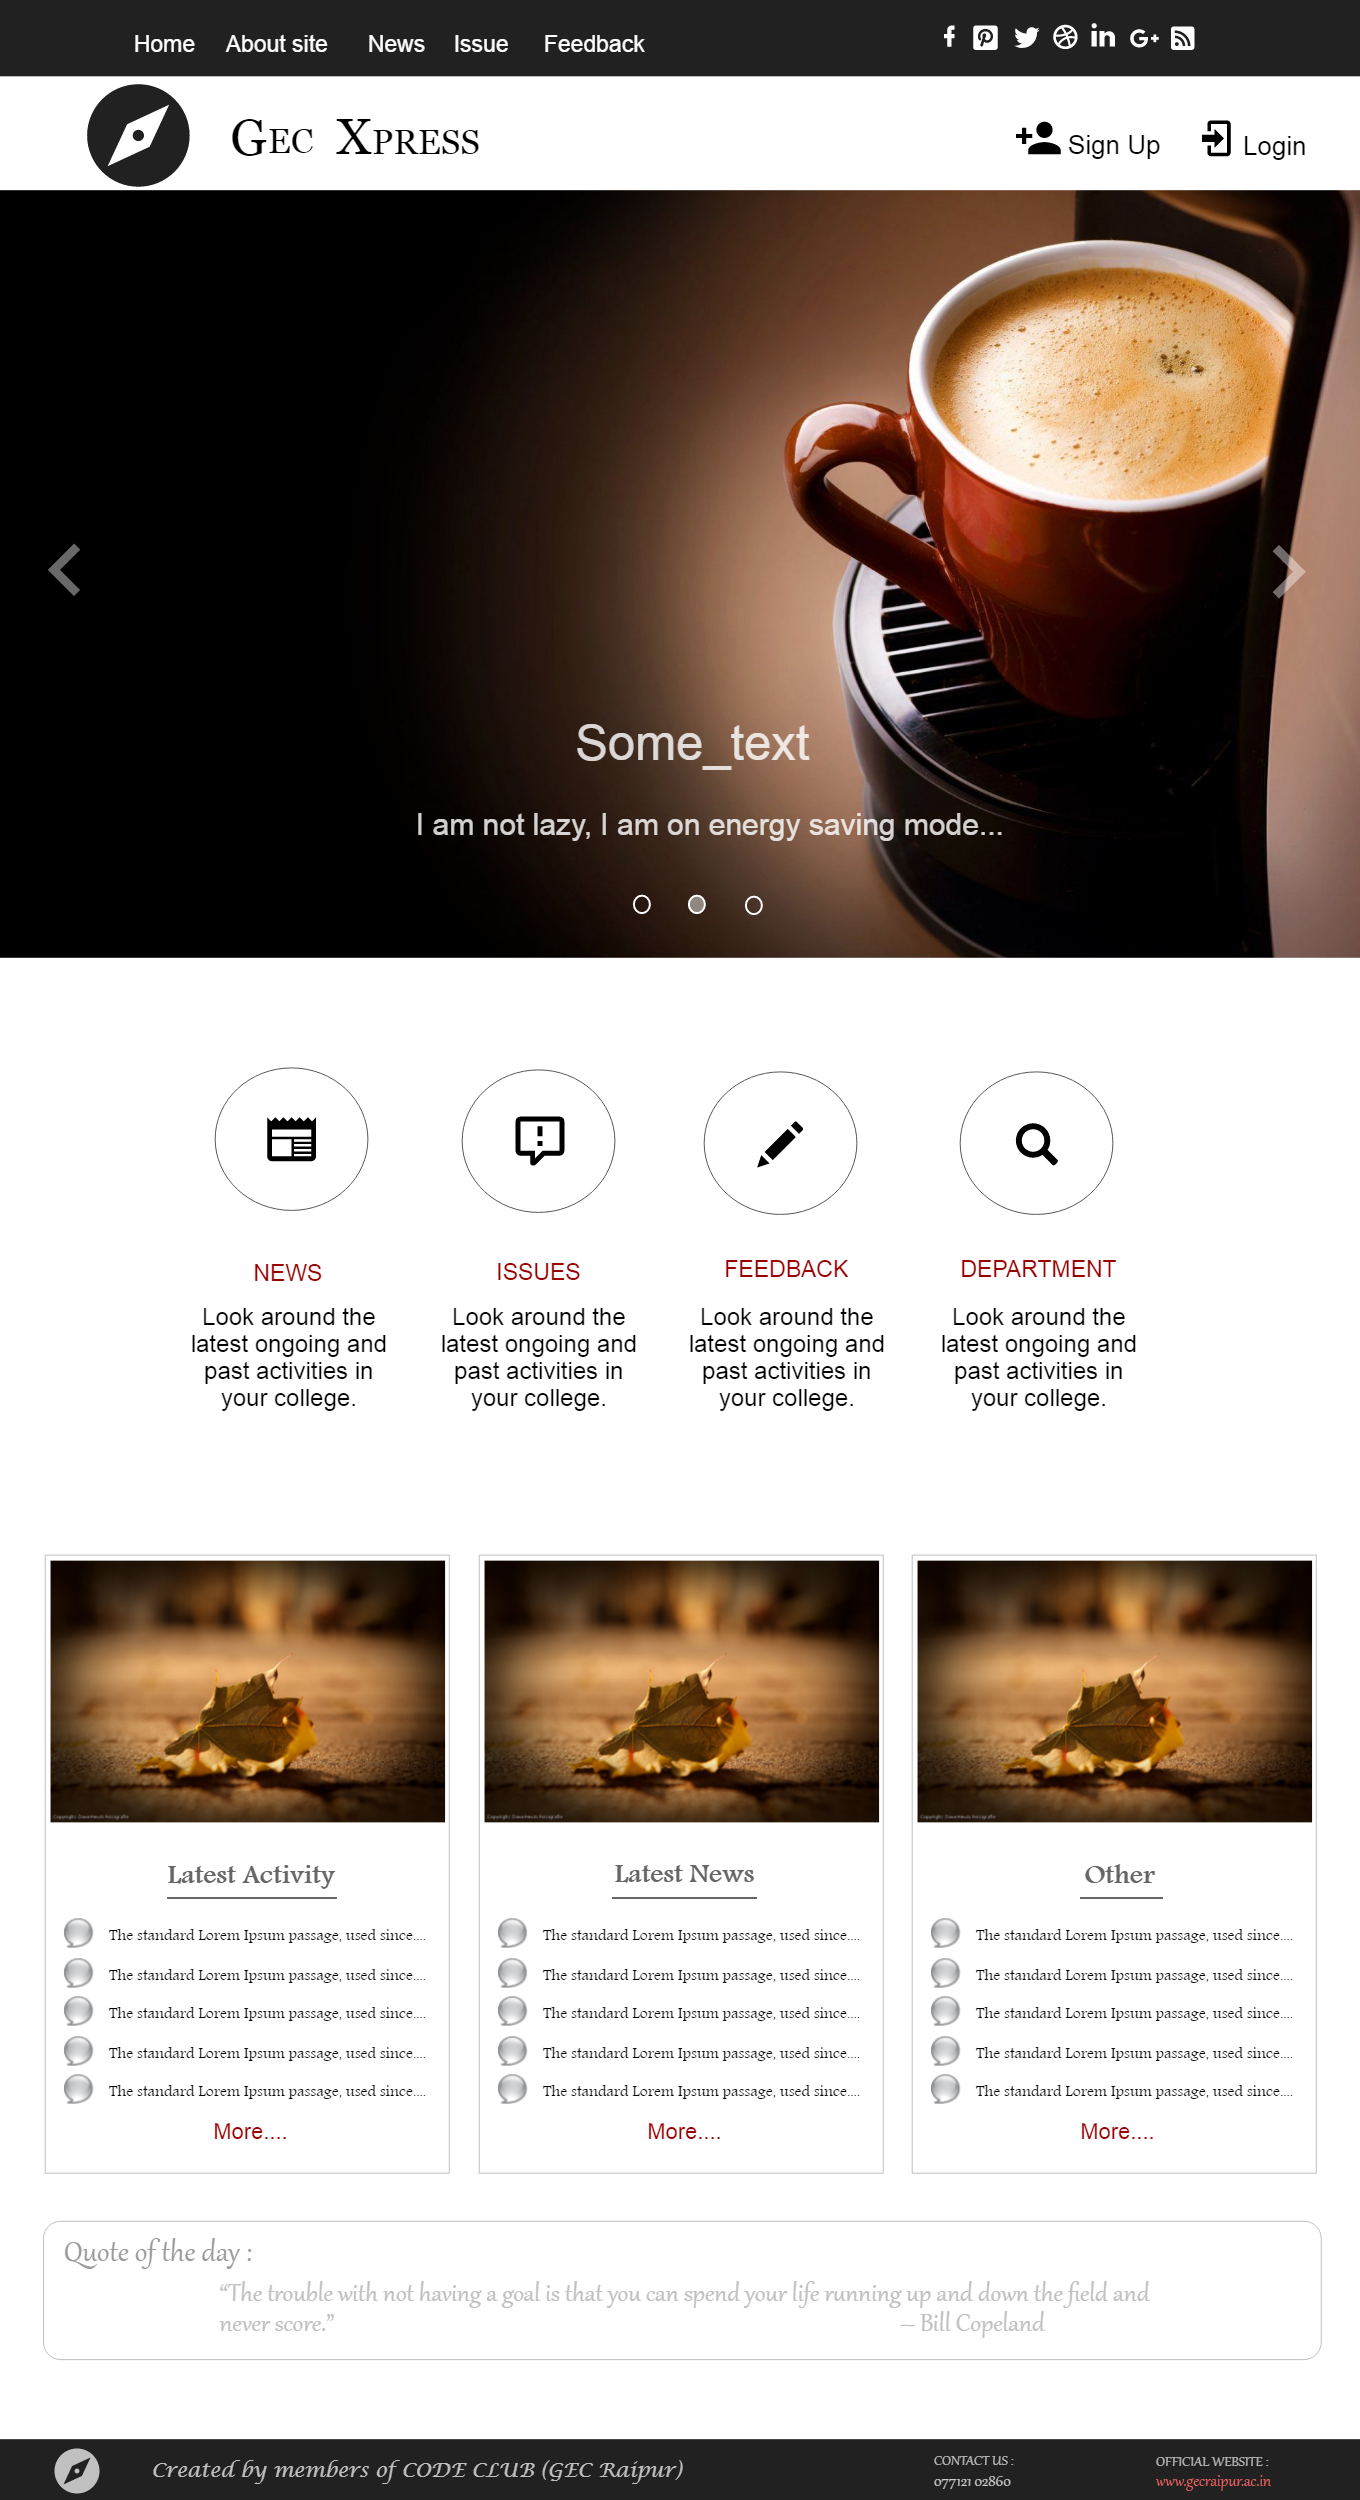 Home About site News Issue Feedback
GEC XPRESS
Sign Up Login
Some_text
I am not lazy, I am on energy saving mode...
NEWS
Look around the
latest ongoing and
past activities in
your college.
ISSUES
Look around the
latest ongoing and
past activities in
your college.
FEEDBACK
Look around the
latest ongoing and
past activities in
your college.
DEPARTMENT
Look around the
latest ongoing and
past activities in
your college.
Latest Activity
The standard Lorem Ipsum passage, used since....
The standard Lorem Ipsum passage, used since....
The standard Lorem Ipsum passage, used since....
The standard Lorem Ipsum passage, used since....
The standard Lorem Ipsum passage, used since....
More....
Latest News
The standard Lorem Ipsum passage, used since....
The standard Lorem Ipsum passage, used since....
The standard Lorem Ipsum passage, used since....
The standard Lorem Ipsum passage, used since....
The standard Lorem Ipsum passage, used since....
More....
Other
The standard Lorem Ipsum passage, used since....
The standard Lorem Ipsum passage, used since....
The standard Lorem Ipsum passage, used since....
The standard Lorem Ipsum passage, used since....
The standard Lorem Ipsum passage, used since....
More....
Quote of the day :
“The trouble with not having a goal is that you can spend your life running up and down the field and
never score.” – Bill Copeland
Created by members of CODE CLUB (GEC Raipur)
CONTACT US :
077121 02860
OFFICIAL WEBSITE :
www.gecraipur.ac.in